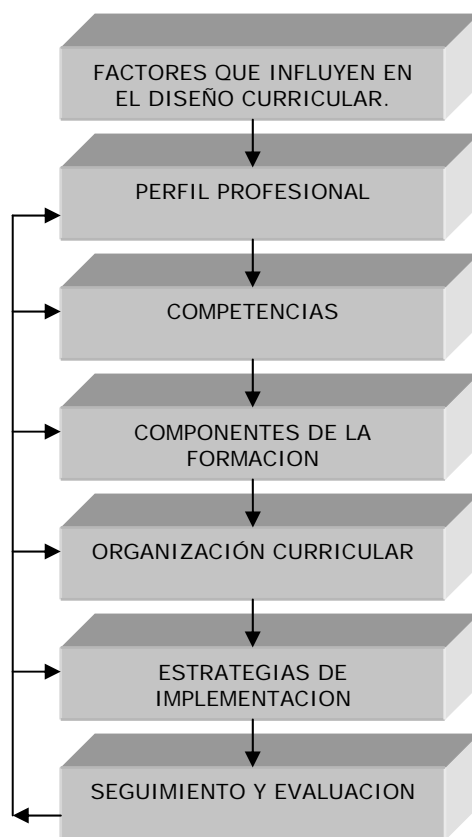 FACTORES QUE INFLUYEN EN
EL DISEÑO CURRICULAR.
PERFIL PROFESIONAL
COMPETENCIAS
COMPONENTES DE LA
FORMACION
ORGANIZACIÓN CURRICULAR
ESTRATEGIAS DE
IMPLEMENTACION
SEGUIMIENTO Y EVALUACION